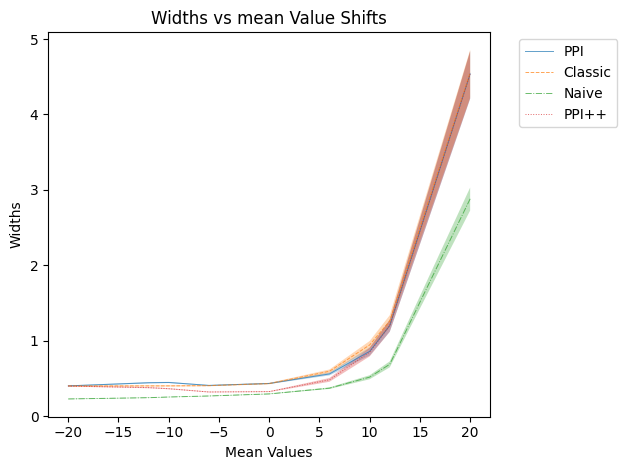 Widths vs mean Value Shifts
5
4
3
2
1
0
Widths
−20
−15
−10
−5
0
5
10
15
20
Mean Values
PPI
Classic
Naive
PPI++